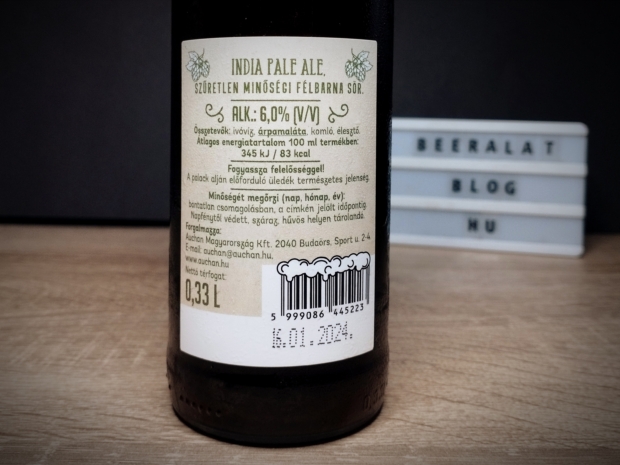 INDIA PALE ALE,
SZŰRETLEN MINŐSÉGI FÉLBARNA SÖR.
ALK.: 6,0% (V/V)
Összetevők: ivóvíz, árpamaláta, komló, élesztő.
Átlagos energiatartalom 100 ml termékben:
345 kJ / 83 kcal
Fogyassza felelősséggel!
A palack alján előforduló üledék természetes jelenség.
Minőségét megőrzi (nap, hónap, év):
bontatlan csomagolásban, a címkén jelölt időpontig.
Napfénytől védett, száraz, hűvös helyen tárolandó.
Forgalmazza:
Auchan Magyarország Kft. 2040 Budaörs, Sport u. 2-4.
E-mail: auchan@auchan.hu,
www.auchan.hu
Nettó térfogat:
0,33 L
5 999086 445223
16.01.2024.
BEERALAT
BLOG
HU